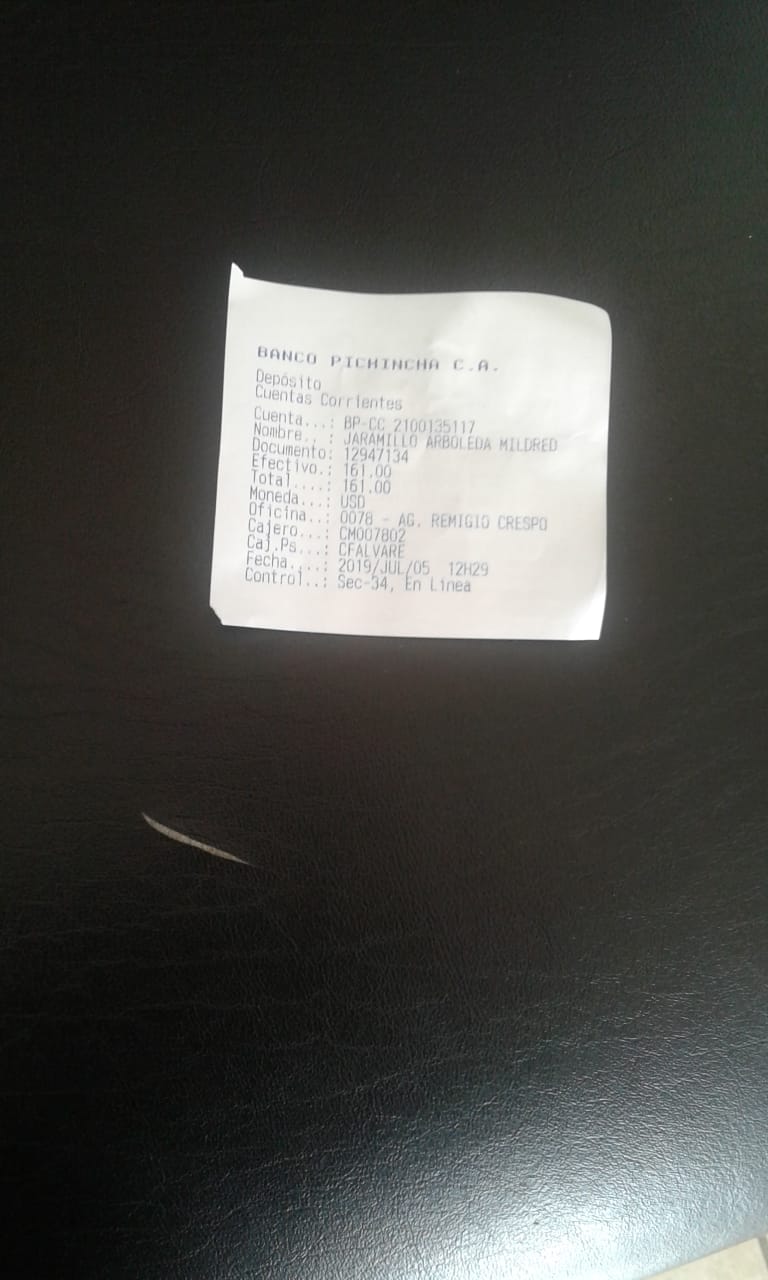 BANCO PICHINCHA C.A.
Depósito
Cuentas Corrientes
Cuenta...: BP-CC 2100135117
Nombre...: JARAMILLO ARBOLEDA MILDRED
Documento: 12947134
Efectivo.: 161.00
Total....: 161.00
Moneda...: USD
Oficina..: 0078 - AG. REMIGIO CRESPO
Cajero...: CM007802
Caj.Ps...: CFALVARE
Fecha....: 2019/JUL/05 12H29
Control..: Sec-34, En Linea